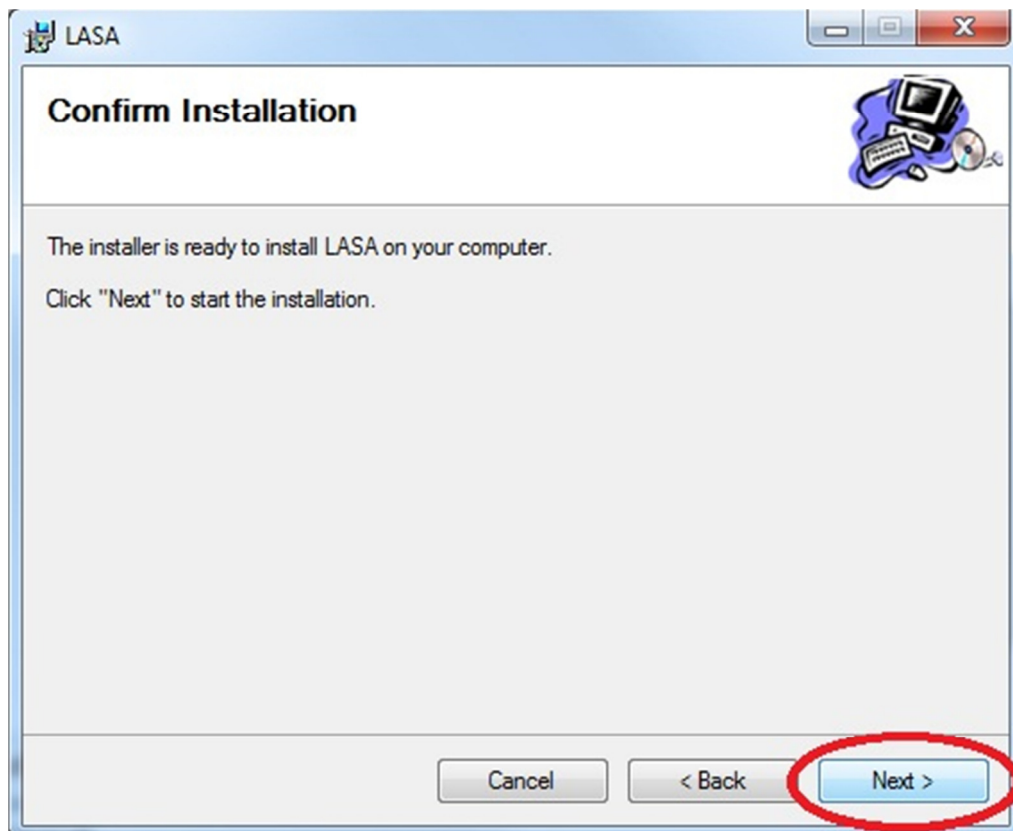 LASA
Confirm Installation
The installer is ready to install LASA on your computer.
Click "Next" to start the installation.
Cancel
< Back
Next >